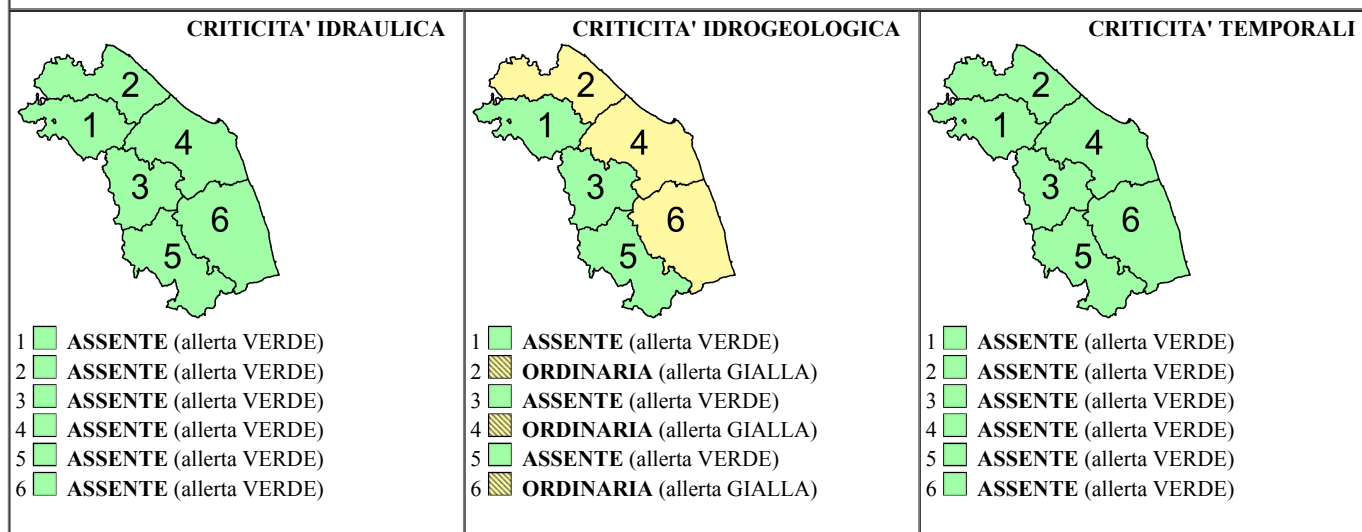 CRITICITA' IDRAULICA
2
1
4
3
6
5
1 ASSENTE (allerta VERDE)
2 ASSENTE (allerta VERDE)
3 ASSENTE (allerta VERDE)
4 ASSENTE (allerta VERDE)
5 ASSENTE (allerta VERDE)
6 ASSENTE (allerta VERDE)
CRITICITA' IDROGEOLOGICA
2
1
4
3
6
5
1 ASSENTE (allerta VERDE)
2 ORDINARIA (allerta GIALLA)
3 ASSENTE (allerta VERDE)
4 ORDINARIA (allerta GIALLA)
5 ASSENTE (allerta VERDE)
6 ORDINARIA (allerta GIALLA)
CRITICITA' TEMPORALI
2
1
4
3
6
5
1 ASSENTE (allerta VERDE)
2 ASSENTE (allerta VERDE)
3 ASSENTE (allerta VERDE)
4 ASSENTE (allerta VERDE)
5 ASSENTE (allerta VERDE)
6 ASSENTE (allerta VERDE)